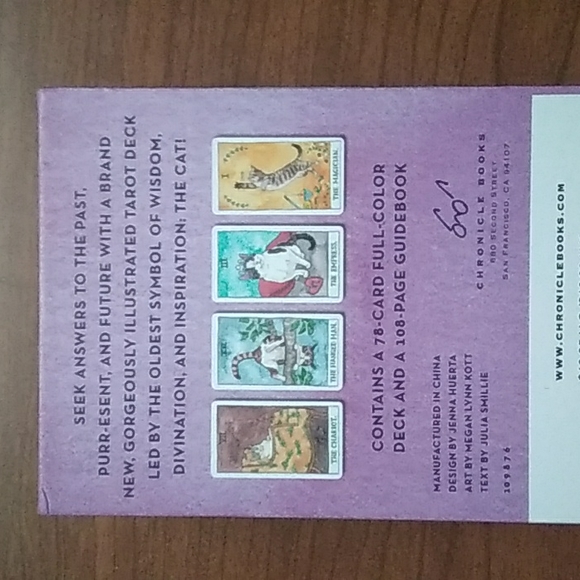 SEEK ANSWERS TO THE PAST,
PURR-ESENT, AND FUTURE WITH A BRAND
NEW, GORGEOUSLY ILLUSTRATED TAROT DECK
LED BY THE OLDEST SYMBOL OF WISDOM,
DIVINATION, AND INSPIRATION: THE CAT!
THE CHARIOT.
THE HANGED MAN.
III
THE EMPRESS.
I
THE MAGICIAN.
CONTAINS A 78-CARD FULL-COLOR
DECK AND A 108-PAGE GUIDEBOOK
MANUFACTURED IN CHINA
DESIGN BY JENNA HUERTA
ART BY MEGAN LYNN KOTT
TEXT BY JULIA SMILLIE
109876
CHRONICLE BOOKS
680 SECOND STREET
SAN FRANCISCO, CA 94107
WWW.CHRONICLEBOOKS.COM